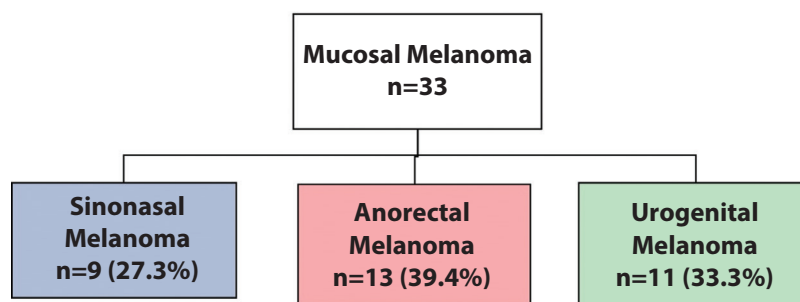 Mucosal Melanoma
n=33
Sinonasal
Melanoma
n=9 (27.3%)
Anorectal
Melanoma
n=13 (39.4%)
Urogenital
Melanoma
n=11 (33.3%)